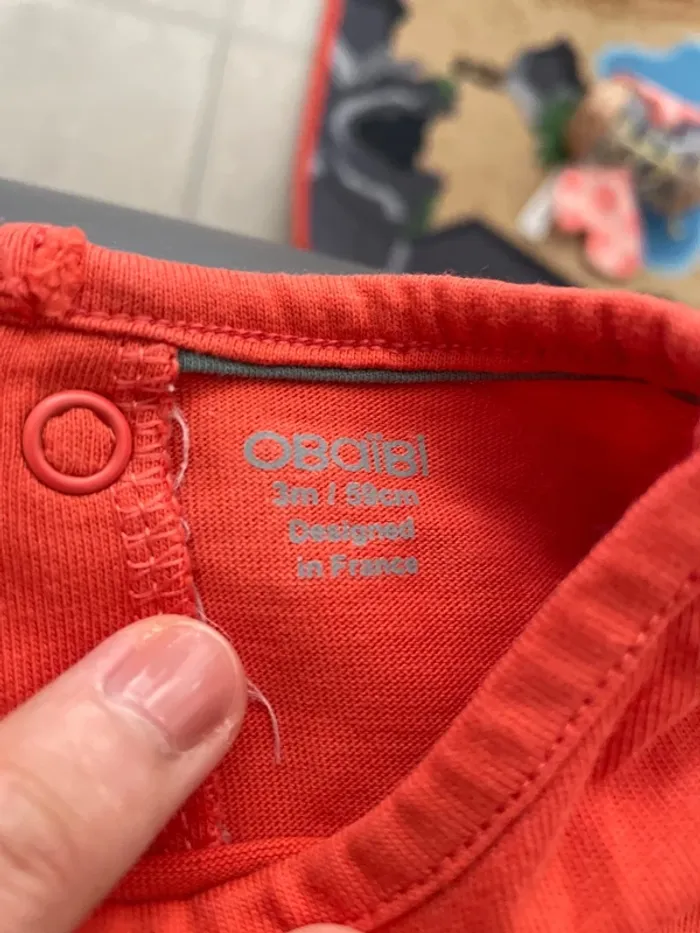 OBaïBi
3m / 59cm
Designed
in France